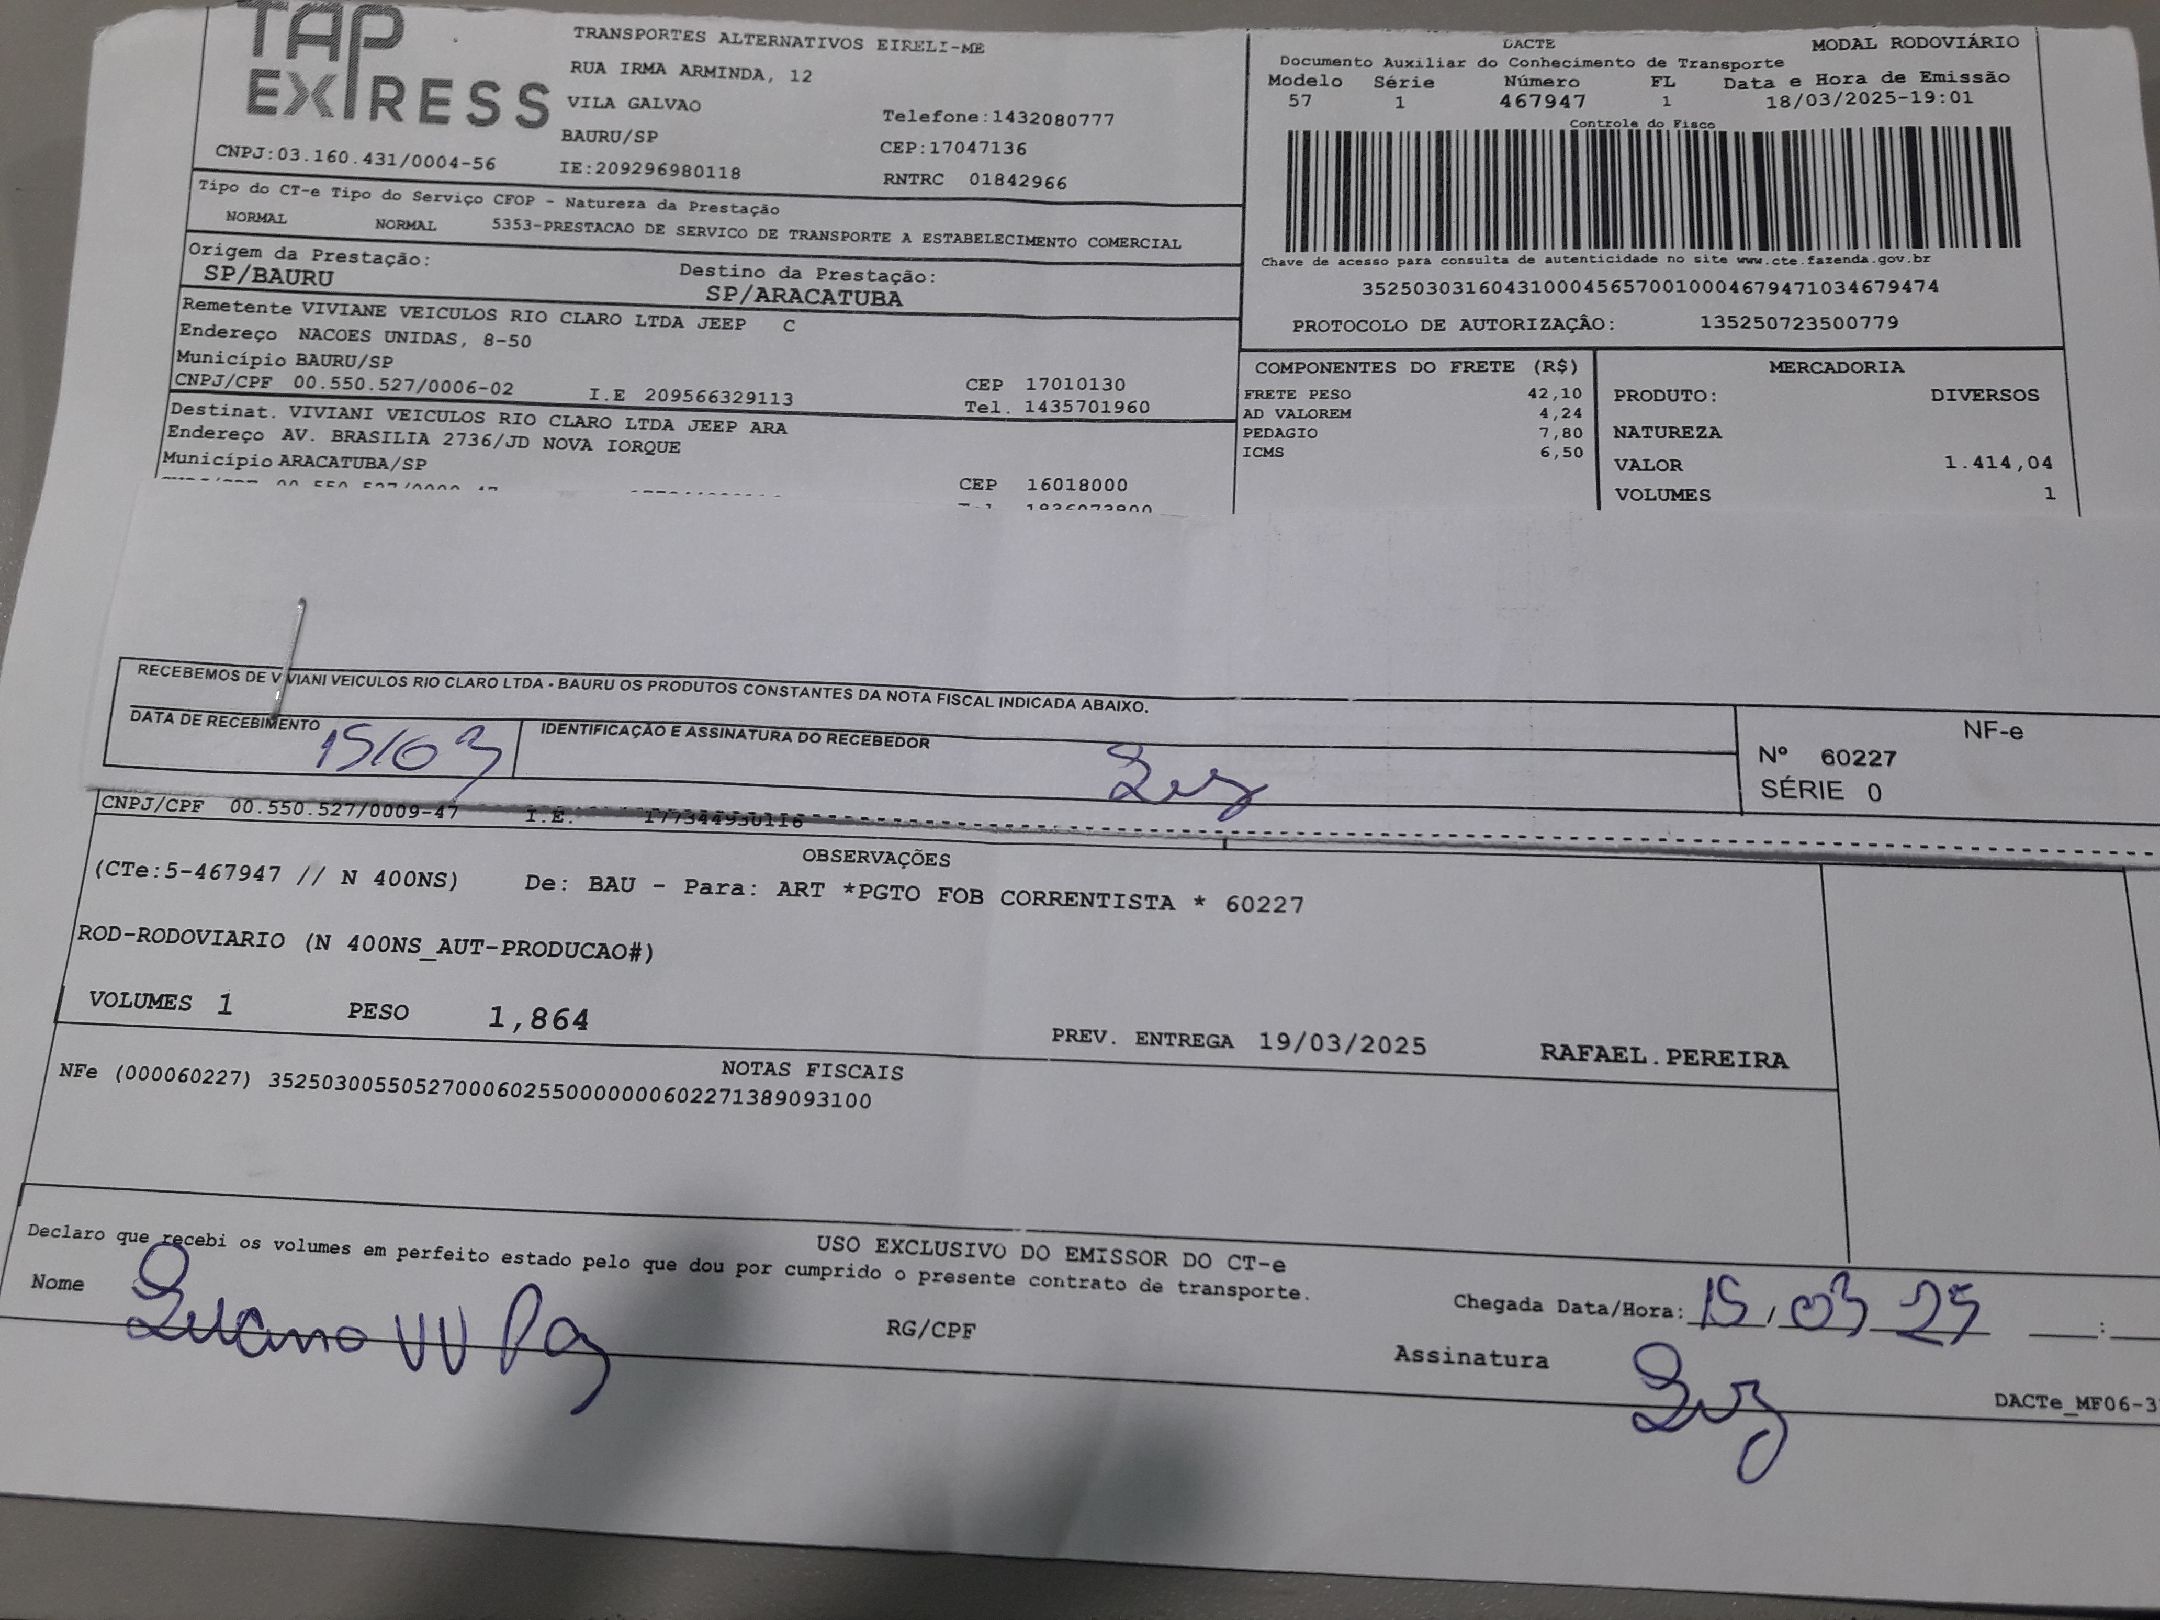 TAP
EXPRESS
TRANSPORTES ALTERNATIVOS EIRELI-ME
RUA IRMA ARMINDA, 12
VILA GALVAO
BAURU/SP
Telefone:1432080777
CEP:17047136
CNPJ:03.160.431/0004-56
IE:209296980118
RNTRC 01842966
DACTE MODAL RODOVIÁRIO
Documento Auxiliar do Conhecimento de Transporte
Modelo Série Número FL Data e Hora de Emissão
57 1 467947 1 18/03/2025-19:01
Controle do Fisco
Chave de acesso para consulta de autenticidade no site www.cte.fazenda.gov.br
35250303160431000456570010004679471034679474
PROTOCOLO DE AUTORIZAÇÃO: 135250723500779
Tipo do CT-e Tipo do Serviço CFOP - Natureza da Prestação
NORMAL NORMAL 5353-PRESTACAO DE SERVICO DE TRANSPORTE A ESTABELECIMENTO COMERCIAL
Origem da Prestação: Destino da Prestação:
SP/BAURU SP/ARACATUBA
Remetente VIVIANE VEICULOS RIO CLARO LTDA JEEP C
Endereço NACOES UNIDAS, 8-50
Município BAURU/SP
CEP 17010130
CNPJ/CPF 00.550.527/0006-02 I.E 209566329113
Tel. 1435701960
Destinat. VIVIANI VEICULOS RIO CLARO LTDA JEEP ARA
Endereço AV. BRASILIA 2736/JD NOVA IORQUE
Município ARACATUBA/SP
CEP 16018000
COMPONENTES DO FRETE (R$)
FRETE PESO 42,10
AD VALOREM 4,24
PEDAGIO 7,80
ICMS 6,50
MERCADORIA
PRODUTO: DIVERSOS
NATUREZA
VALOR 1.414,04
VOLUMES 1
RECEBEMOS DE VIVIANI VEICULOS RIO CLARO LTDA - BAURU OS PRODUTOS CONSTANTES DA NOTA FISCAL INDICADA ABAIXO.
DATA DE RECEBIMENTO
15/03
IDENTIFICAÇÃO E ASSINATURA DO RECEBEDOR
NF-e
Nº 60227
SÉRIE 0
CNPJ/CPF 00.550.527/0009-47 I.E. 177344930116
OBSERVAÇÕES
(CTe:5-467947 // N 400NS) De: BAU - Para: ART *PGTO FOB CORRENTISTA * 60227
ROD-RODOVIARIO (N 400NS_AUT-PRODUCAO#)
VOLUMES 1 PESO 1,864
PREV. ENTREGA 19/03/2025 RAFAEL.PEREIRA
NOTAS FISCAIS
NFe (000060227) 35250300550527000602550000000602271389093100
USO EXCLUSIVO DO EMISSOR DO CT-e
Declaro que recebi os volumes em perfeito estado pelo que dou por cumprido o presente contrato de transporte.
Nome
RG/CPF
Chegada Data/Hora: 15/03 25 :
Assinatura
DACTe_MF06-3